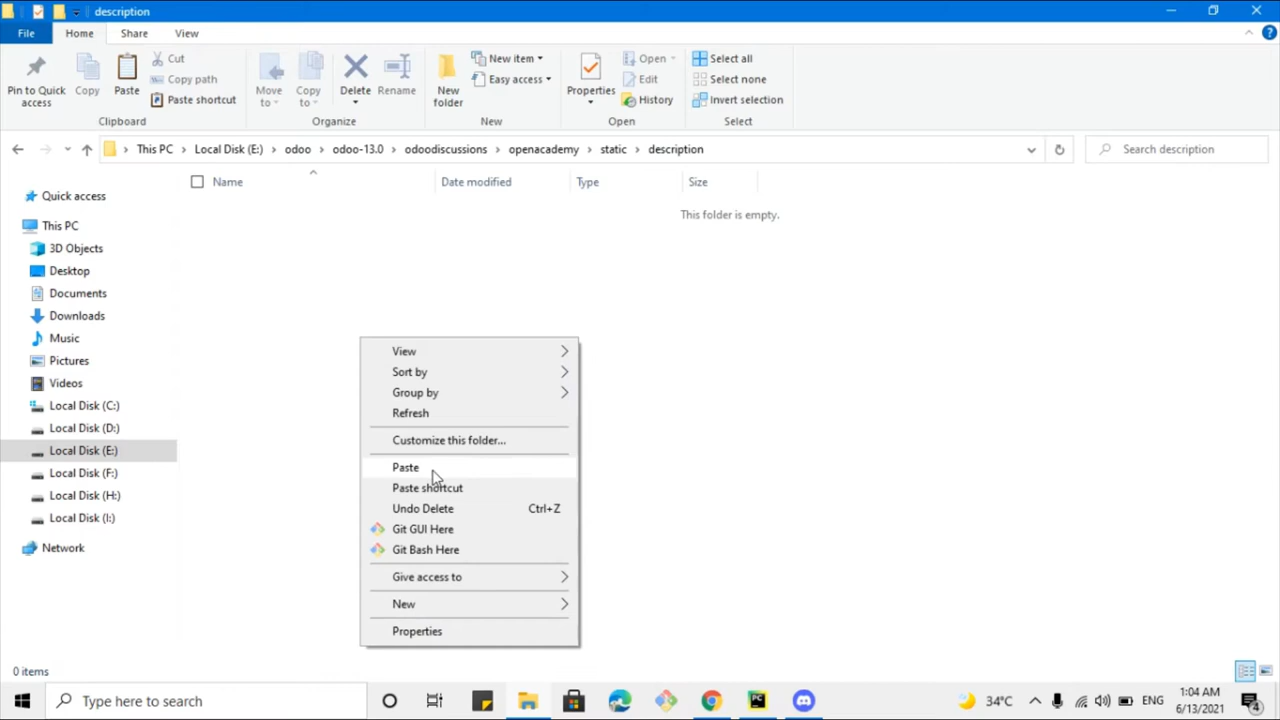 description
File Home Share View
Pin to Quick access
Copy
Paste
Cut
Copy path
Paste shortcut
Clipboard
Move to
Copy to
Delete
Rename
Organize
New folder
New item
Easy access
New
Properties
Open
Edit
History
Open
Select all
Select none
Invert selection
Select
This PC > Local Disk (E:) > odoo > odoo-13.0 > odoodiscussions > openacademy > static > description
Search description
Name Date modified Type Size
This folder is empty.
Quick access
This PC
3D Objects
Desktop
Documents
Downloads
Music
Pictures
Videos
Local Disk (C:)
Local Disk (D:)
Local Disk (E:)
Local Disk (F:)
Local Disk (H:)
Local Disk (I:)
Network
View
Sort by
Group by
Refresh
Customize this folder...
Paste
Paste shortcut
Undo Delete Ctrl+Z
Git GUI Here
Git Bash Here
Give access to
New
Properties
0 items
Type here to search
PC
34°C
ENG
1:04 AM
6/13/2021
4